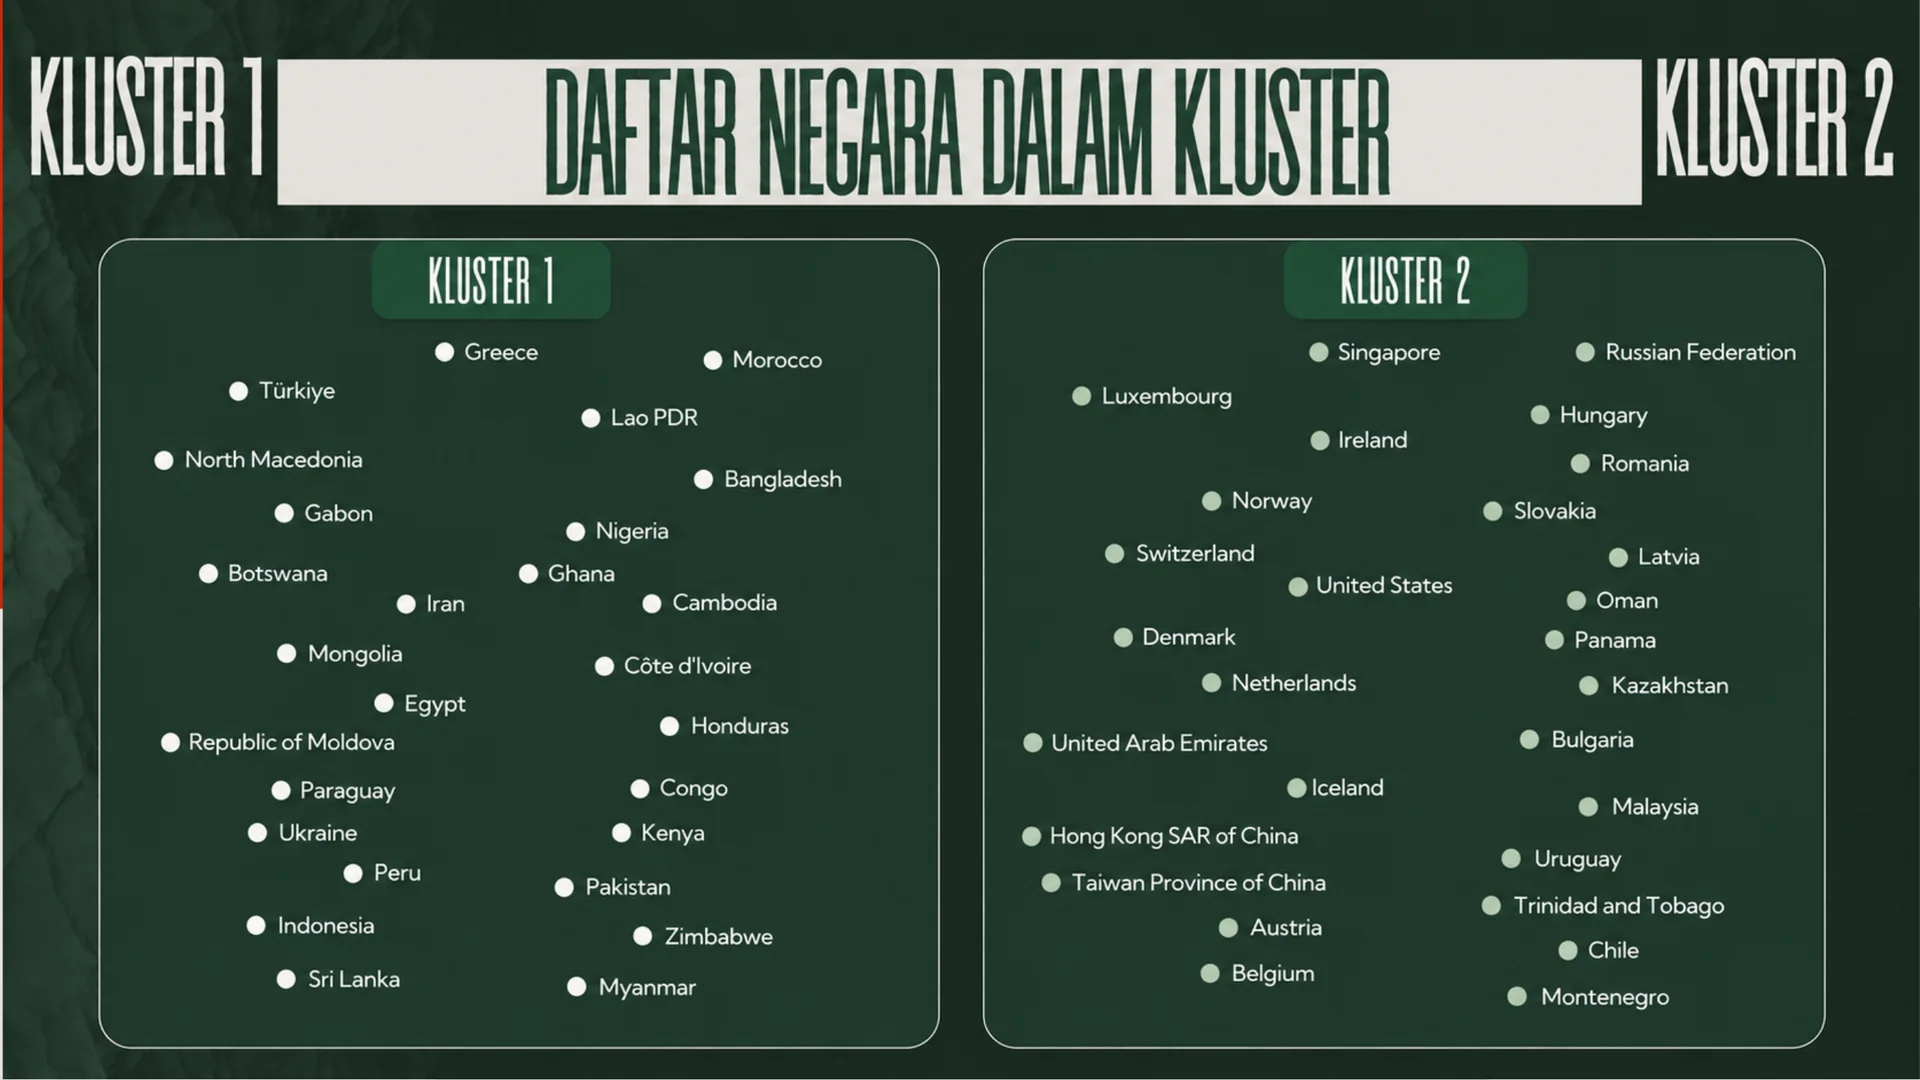 KLUSTER 1
DAFTAR NEGARA DALAM KLUSTER
KLUSTER 2
KLUSTER 1
Greece
Morocco
Türkiye
Lao PDR
North Macedonia
Bangladesh
Gabon
Nigeria
Botswana
Ghana
Iran
Cambodia
Mongolia
Côte d'Ivoire
Egypt
Honduras
Republic of Moldova
Paraguay
Congo
Ukraine
Kenya
Peru
Pakistan
Indonesia
Zimbabwe
Sri Lanka
Myanmar
KLUSTER 2
Singapore
Russian Federation
Luxembourg
Hungary
Ireland
Romania
Norway
Slovakia
Switzerland
Latvia
United States
Oman
Denmark
Panama
Netherlands
Kazakhstan
United Arab Emirates
Bulgaria
Iceland
Malaysia
Hong Kong SAR of China
Uruguay
Taiwan Province of China
Trinidad and Tobago
Austria
Chile
Belgium
Montenegro